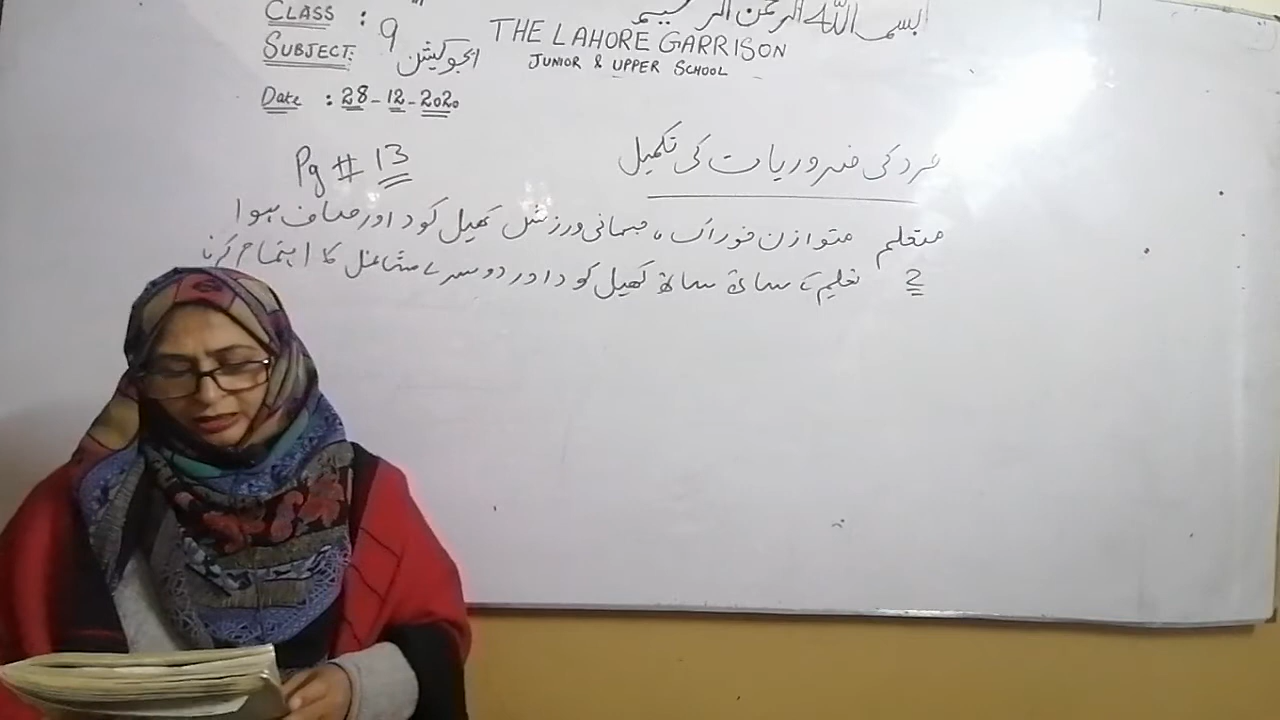 بسم اللہ الرحمن الرحیم
CLASS : 9th
THE LAHORE GARRISON
SUBJECT: ایجوکیشن
JUNIOR & UPPER SCHOOL
Date : 28-12-2020
Pg # 13
فرد کی ضروریات کی تکمیل
متعلم متوازن خوراک، جسمانی ورزش کھیل کود اور صاف ہوا
2 تعلیم کے ساتھ ساتھ کھیل کود اور دوسرے مشاغل کا اہتمام کرنا